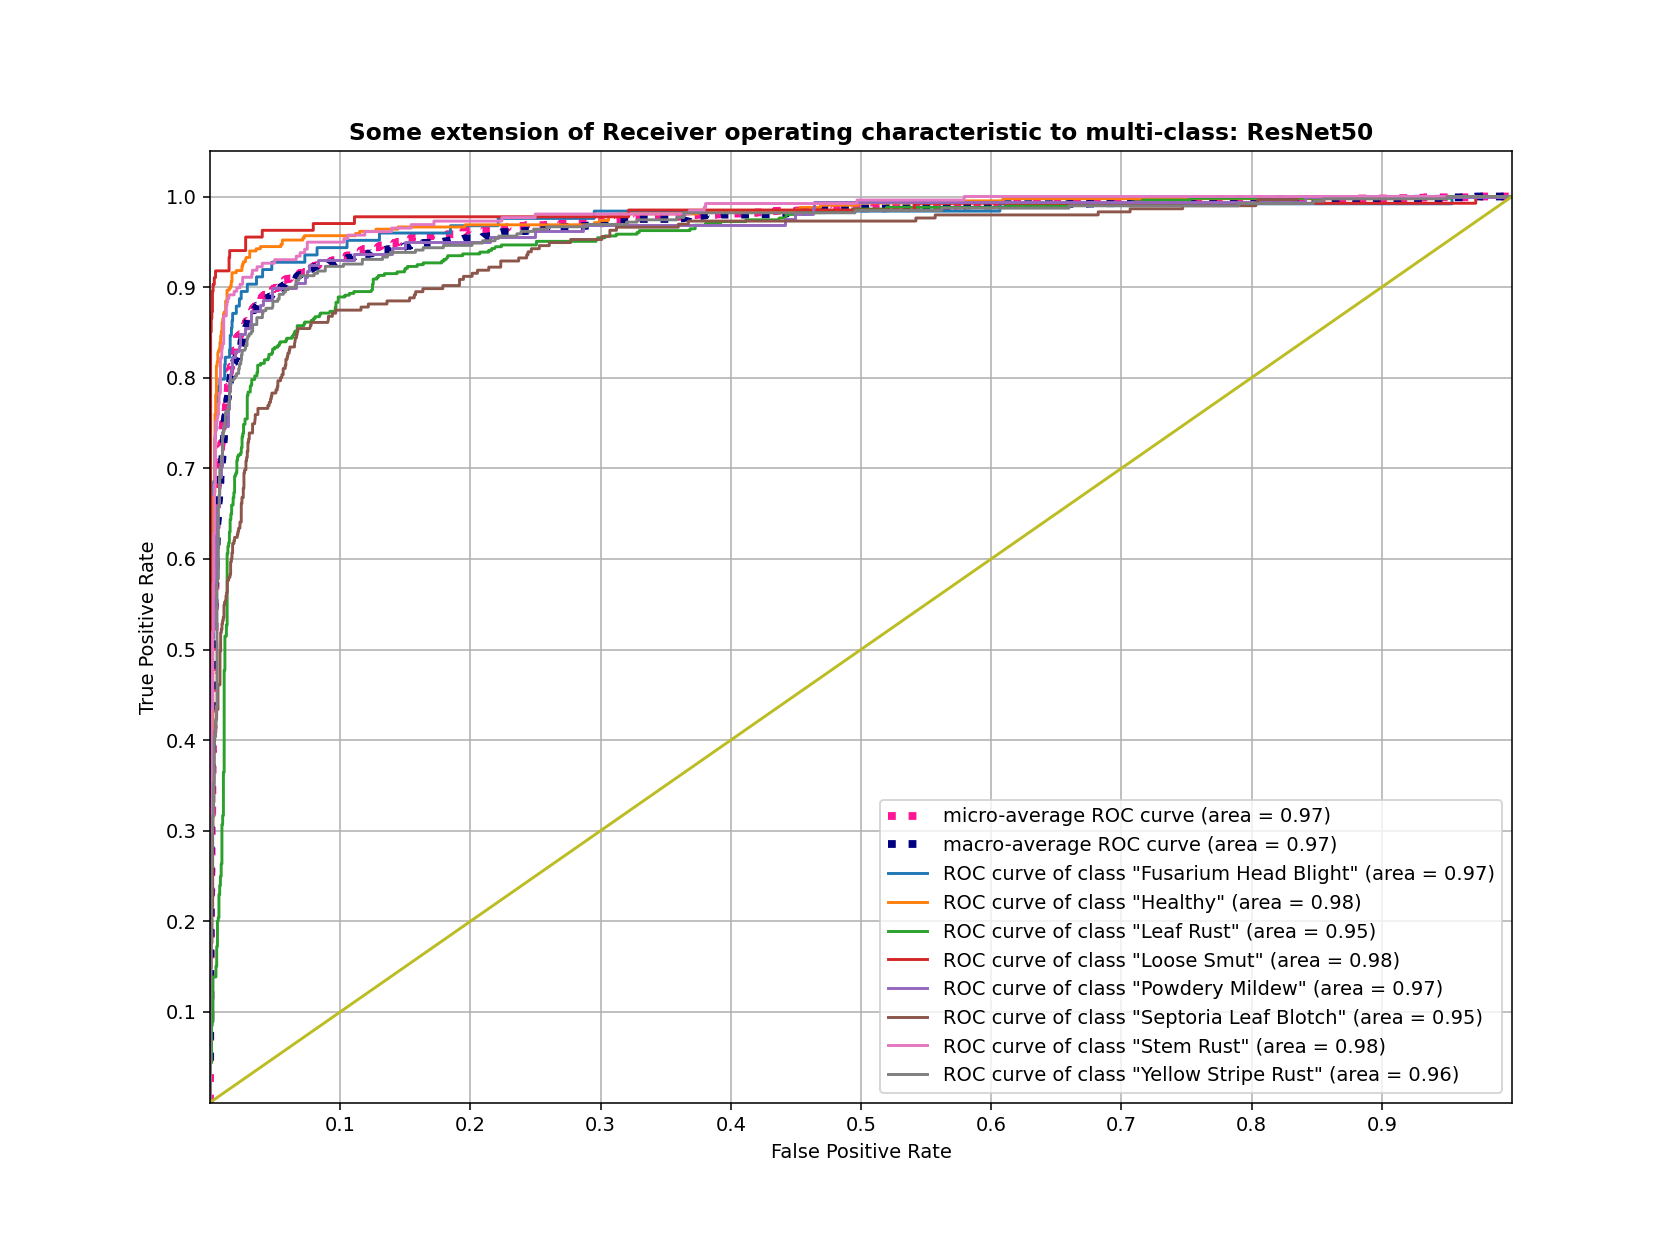 Some extension of Receiver operating characteristic to multi-class: ResNet50
1.0
0.9
0.8
0.7
0.6
0.5
0.4
0.3
0.2
0.1
True Positive Rate
micro-average ROC curve (area = 0.97)
macro-average ROC curve (area = 0.97)
ROC curve of class "Fusarium Head Blight" (area = 0.97)
ROC curve of class "Healthy" (area = 0.98)
ROC curve of class "Leaf Rust" (area = 0.95)
ROC curve of class "Loose Smut" (area = 0.98)
ROC curve of class "Powdery Mildew" (area = 0.97)
ROC curve of class "Septoria Leaf Blotch" (area = 0.95)
ROC curve of class "Stem Rust" (area = 0.98)
ROC curve of class "Yellow Stripe Rust" (area = 0.96)
0.1 0.2 0.3 0.4 0.5 0.6 0.7 0.8 0.9
False Positive Rate